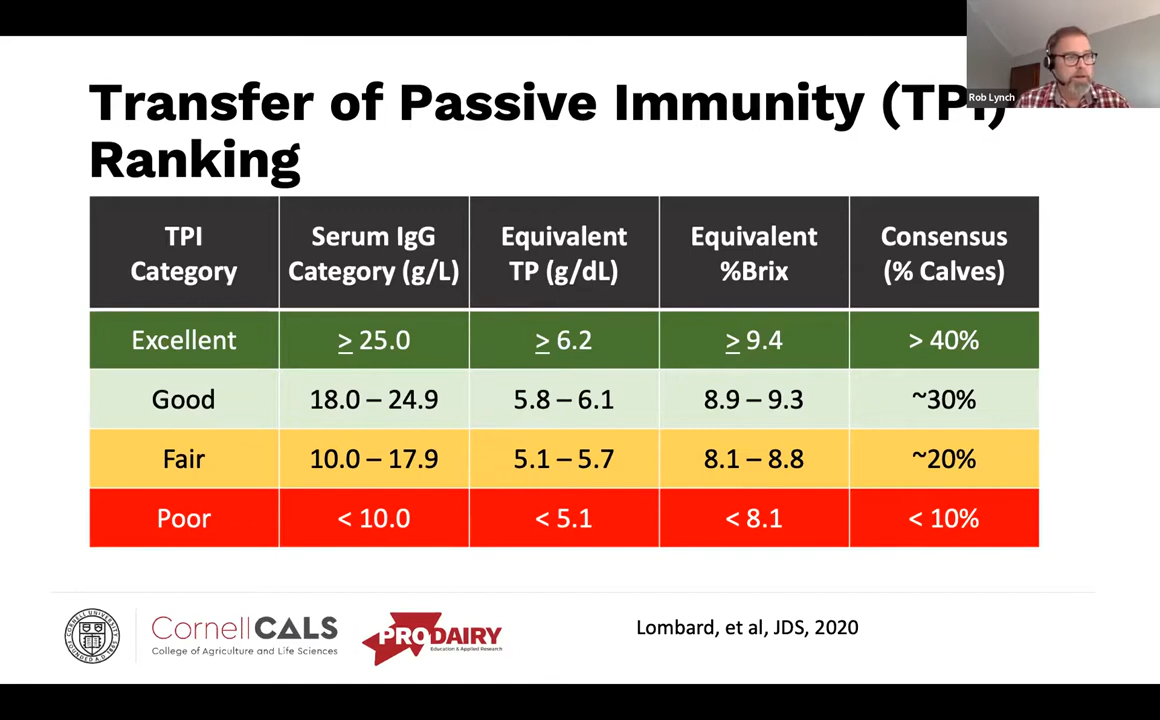 Rob Lynch
Transfer of Passive Immunity (TPI)
Ranking
TPI Category | Serum IgG Category (g/L) | Equivalent TP (g/dL) | Equivalent %Brix | Consensus (% Calves)
Excellent | ≥ 25.0 | ≥ 6.2 | ≥ 9.4 | > 40%
Good | 18.0 – 24.9 | 5.8 – 6.1 | 8.9 – 9.3 | ~30%
Fair | 10.0 – 17.9 | 5.1 – 5.7 | 8.1 – 8.8 | ~20%
Poor | < 10.0 | < 5.1 | < 8.1 | < 10%
CornellCALS
College of Agriculture and Life Sciences
PRODAIRY
Education & Applied Research
Lombard, et al, JDS, 2020